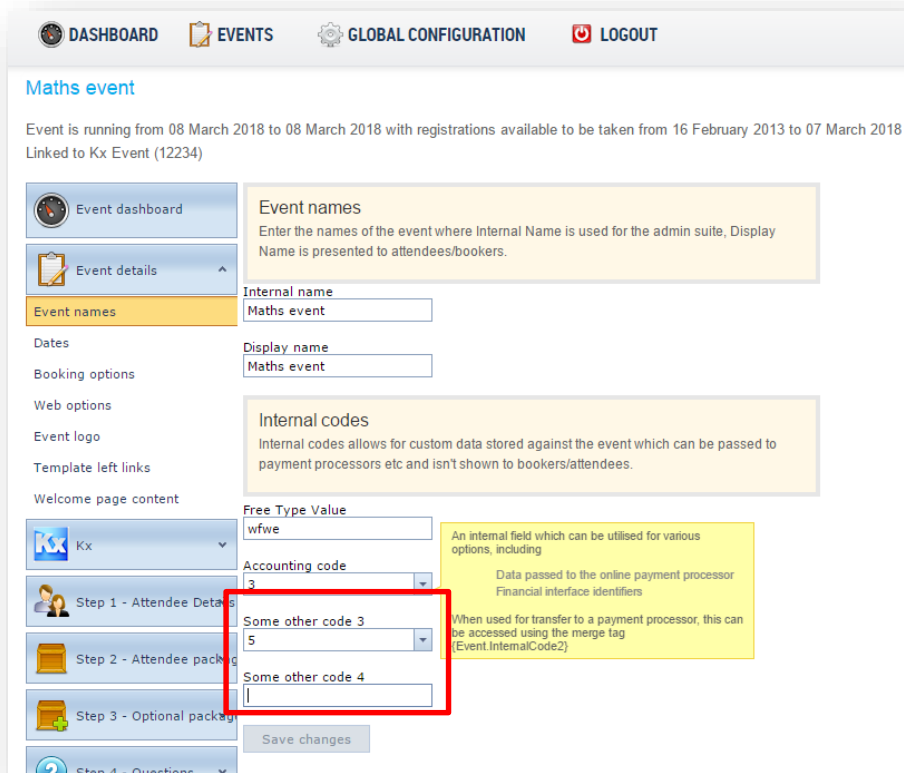 DASHBOARD EVENTS GLOBAL CONFIGURATION LOGOUT
Maths event
Event is running from 08 March 2018 to 08 March 2018 with registrations available to be taken from 16 February 2013 to 07 March 2018
Linked to Kx Event (12234)
Event dashboard
Event details
Event names
Dates
Booking options
Web options
Event logo
Template left links
Welcome page content
Kx Kx
Step 1 - Attendee Details
Step 2 - Attendee packag
Step 3 - Optional packag
Step 4 - Questions
Event names
Enter the names of the event where Internal Name is used for the admin suite, Display
Name is presented to attendees/bookers.
Internal name
Maths event
Display name
Maths event
Internal codes
Internal codes allows for custom data stored against the event which can be passed to
payment processors etc and isn't shown to bookers/attendees.
Free Type Value
wfwe
Accounting code
3
Some other code 3
5
Some other code 4
Save changes
An internal field which can be utilised for various
options, including
Data passed to the online payment processor
Financial interface identifiers
When used for transfer to a payment processor, this can
be accessed using the merge tag
{Event.InternalCode2}